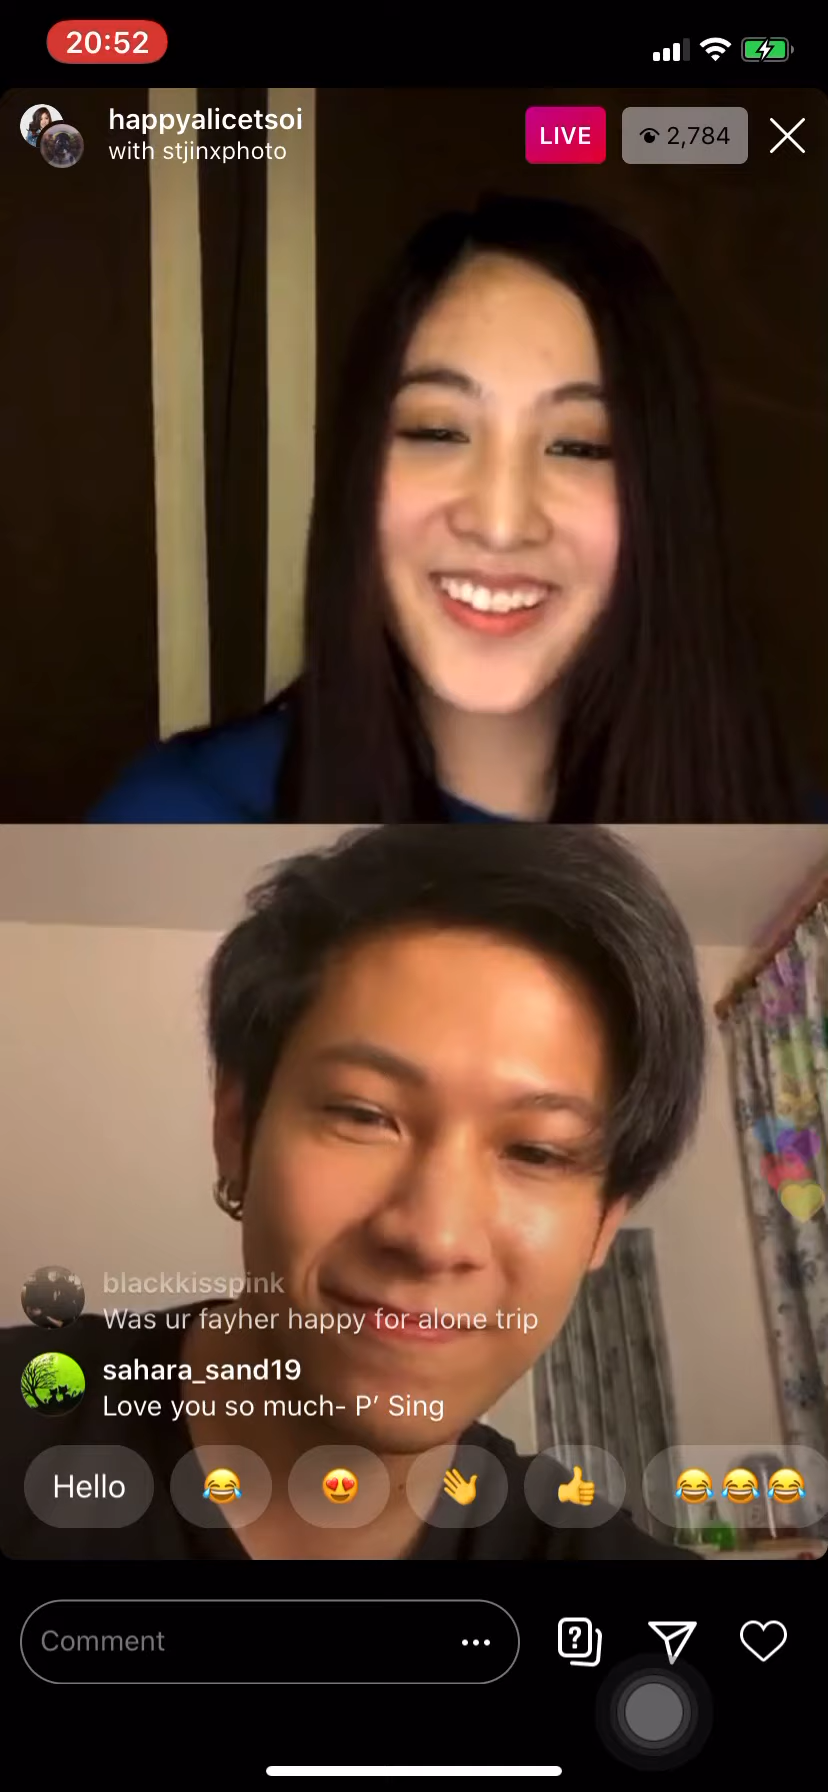 20:52
happyalicetsoi
with stjinxphoto
LIVE
2,784
blackkisspink
Was ur fayher happy for alone trip
sahara_sand19
Love you so much- P’ Sing
Hello
Comment